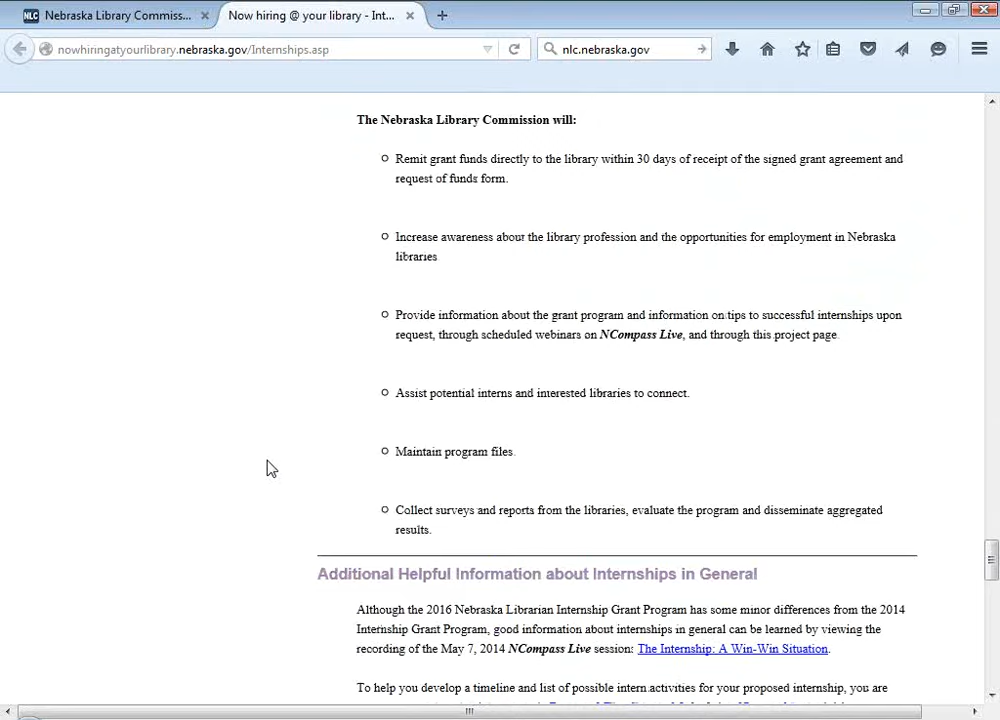 NLC Nebraska Library Commiss...
Now hiring @ your library - Int...
nowhiringatyourlibrary.nebraska.gov/Internships.asp
nlc.nebraska.gov
The Nebraska Library Commission will:
Remit grant funds directly to the library within 30 days of receipt of the signed grant agreement and
request of funds form.
Increase awareness about the library profession and the opportunities for employment in Nebraska
libraries
Provide information about the grant program and information on tips to successful internships upon
request, through scheduled webinars on NCompass Live, and through this project page.
Assist potential interns and interested libraries to connect.
Maintain program files.
Collect surveys and reports from the libraries, evaluate the program and disseminate aggregated
results.
Additional Helpful Information about Internships in General
Although the 2016 Nebraska Librarian Internship Grant Program has some minor differences from the 2014
Internship Grant Program, good information about internships in general can be learned by viewing the
recording of the May 7, 2014 NCompass Live session: The Internship: A Win-Win Situation.
To help you develop a timeline and list of possible intern activities for your proposed internship, you are